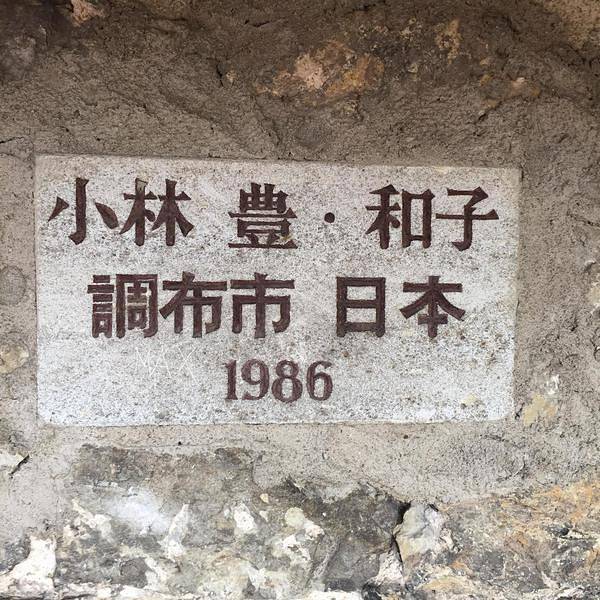 小林 豊・和子
調布市 日本
1986